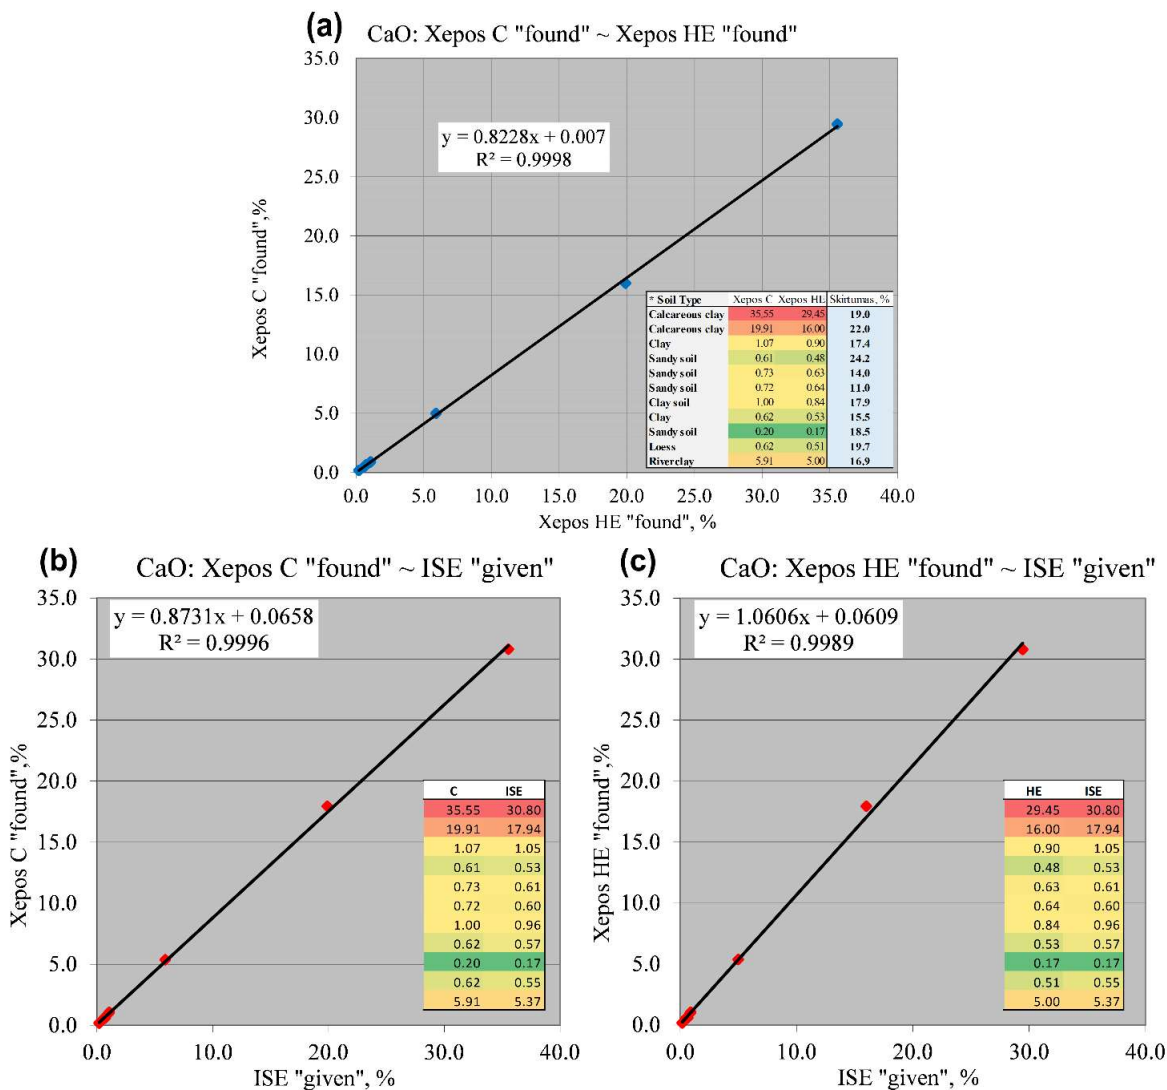 (a) CaO: Xepos C "found" ~ Xepos HE "found"
35.0
30.0
25.0
20.0
15.0
10.0
5.0
0.0
Xepos C "found",%
y = 0.8228x + 0.007
R² = 0.9998
* Soil Type Xepos C Xepos HE Skirtumas, %
Calcareous clay 35.55 29.45 19.0
Calcareous clay 19.91 16.00 22.0
Clay 1.07 0.90 17.4
Sandy soil 0.61 0.48 24.2
Sandy soil 0.73 0.63 14.0
Sandy soil 0.72 0.64 11.0
Clay soil 1.00 0.84 17.9
Clay 0.62 0.53 15.5
Sandy soil 0.20 0.17 18.5
Loess 0.62 0.51 19.7
Riverclay 5.91 5.00 16.9
0.0 5.0 10.0 15.0 20.0 25.0 30.0 35.0 40.0
Xepos HE "found", %
(b) CaO: Xepos C "found" ~ ISE "given"
35.0
30.0
25.0
20.0
15.0
10.0
5.0
0.0
Xepos C "found",%
y = 0.8731x + 0.0658
R² = 0.9996
C ISE
35.55 30.80
19.91 17.94
1.07 1.05
0.61 0.53
0.73 0.61
0.72 0.60
1.00 0.96
0.62 0.57
0.20 0.17
0.62 0.55
5.91 5.37
0.0 10.0 20.0 30.0 40.0
ISE "given", %
(c) CaO: Xepos HE "found" ~ ISE "given"
35.0
30.0
25.0
20.0
15.0
10.0
5.0
0.0
Xepos HE "found",%
y = 1.0606x + 0.0609
R² = 0.9989
HE ISE
29.45 30.80
16.00 17.94
0.90 1.05
0.48 0.53
0.63 0.61
0.64 0.60
0.84 0.96
0.53 0.57
0.17 0.17
0.51 0.55
5.00 5.37
0.0 10.0 20.0 30.0 40.0
ISE "given", %